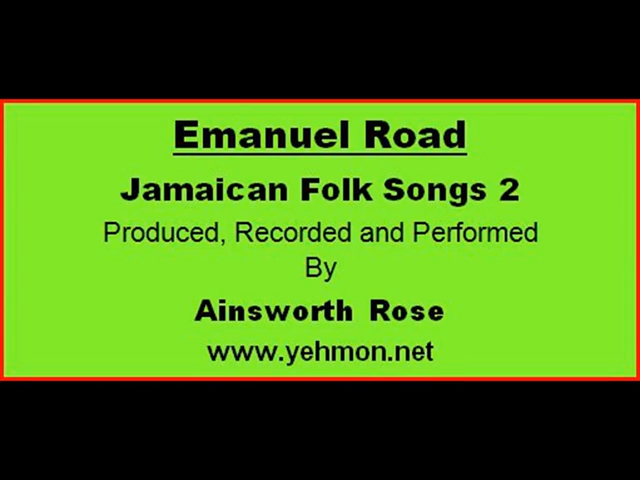 Emanuel Road
Jamaican Folk Songs 2
Produced, Recorded and Performed
By
Ainsworth Rose
www.yehmon.net